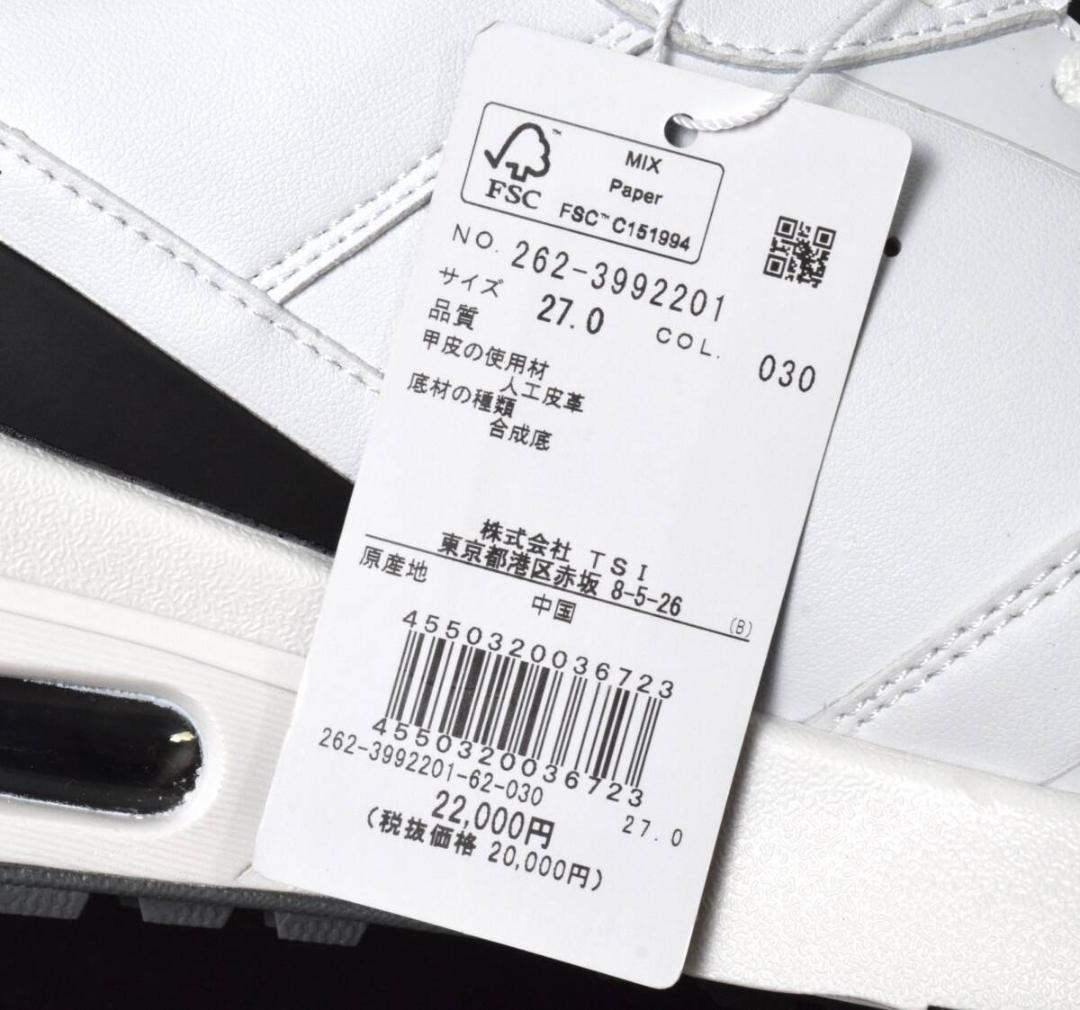 FSC™
MIX
Paper
FSC™ C151994
NO. 262-3992201
サイズ 27.0 COL. 030
品質
甲皮の使用材
人工皮革
底材の種類
合成底
株式会社 TSI
東京都港区赤坂 8-5-26
原産地 中国 (B)
4550320036723
4550320036723
262-3992201-62-030 27.0
22,000円
(税抜価格 20,000円)